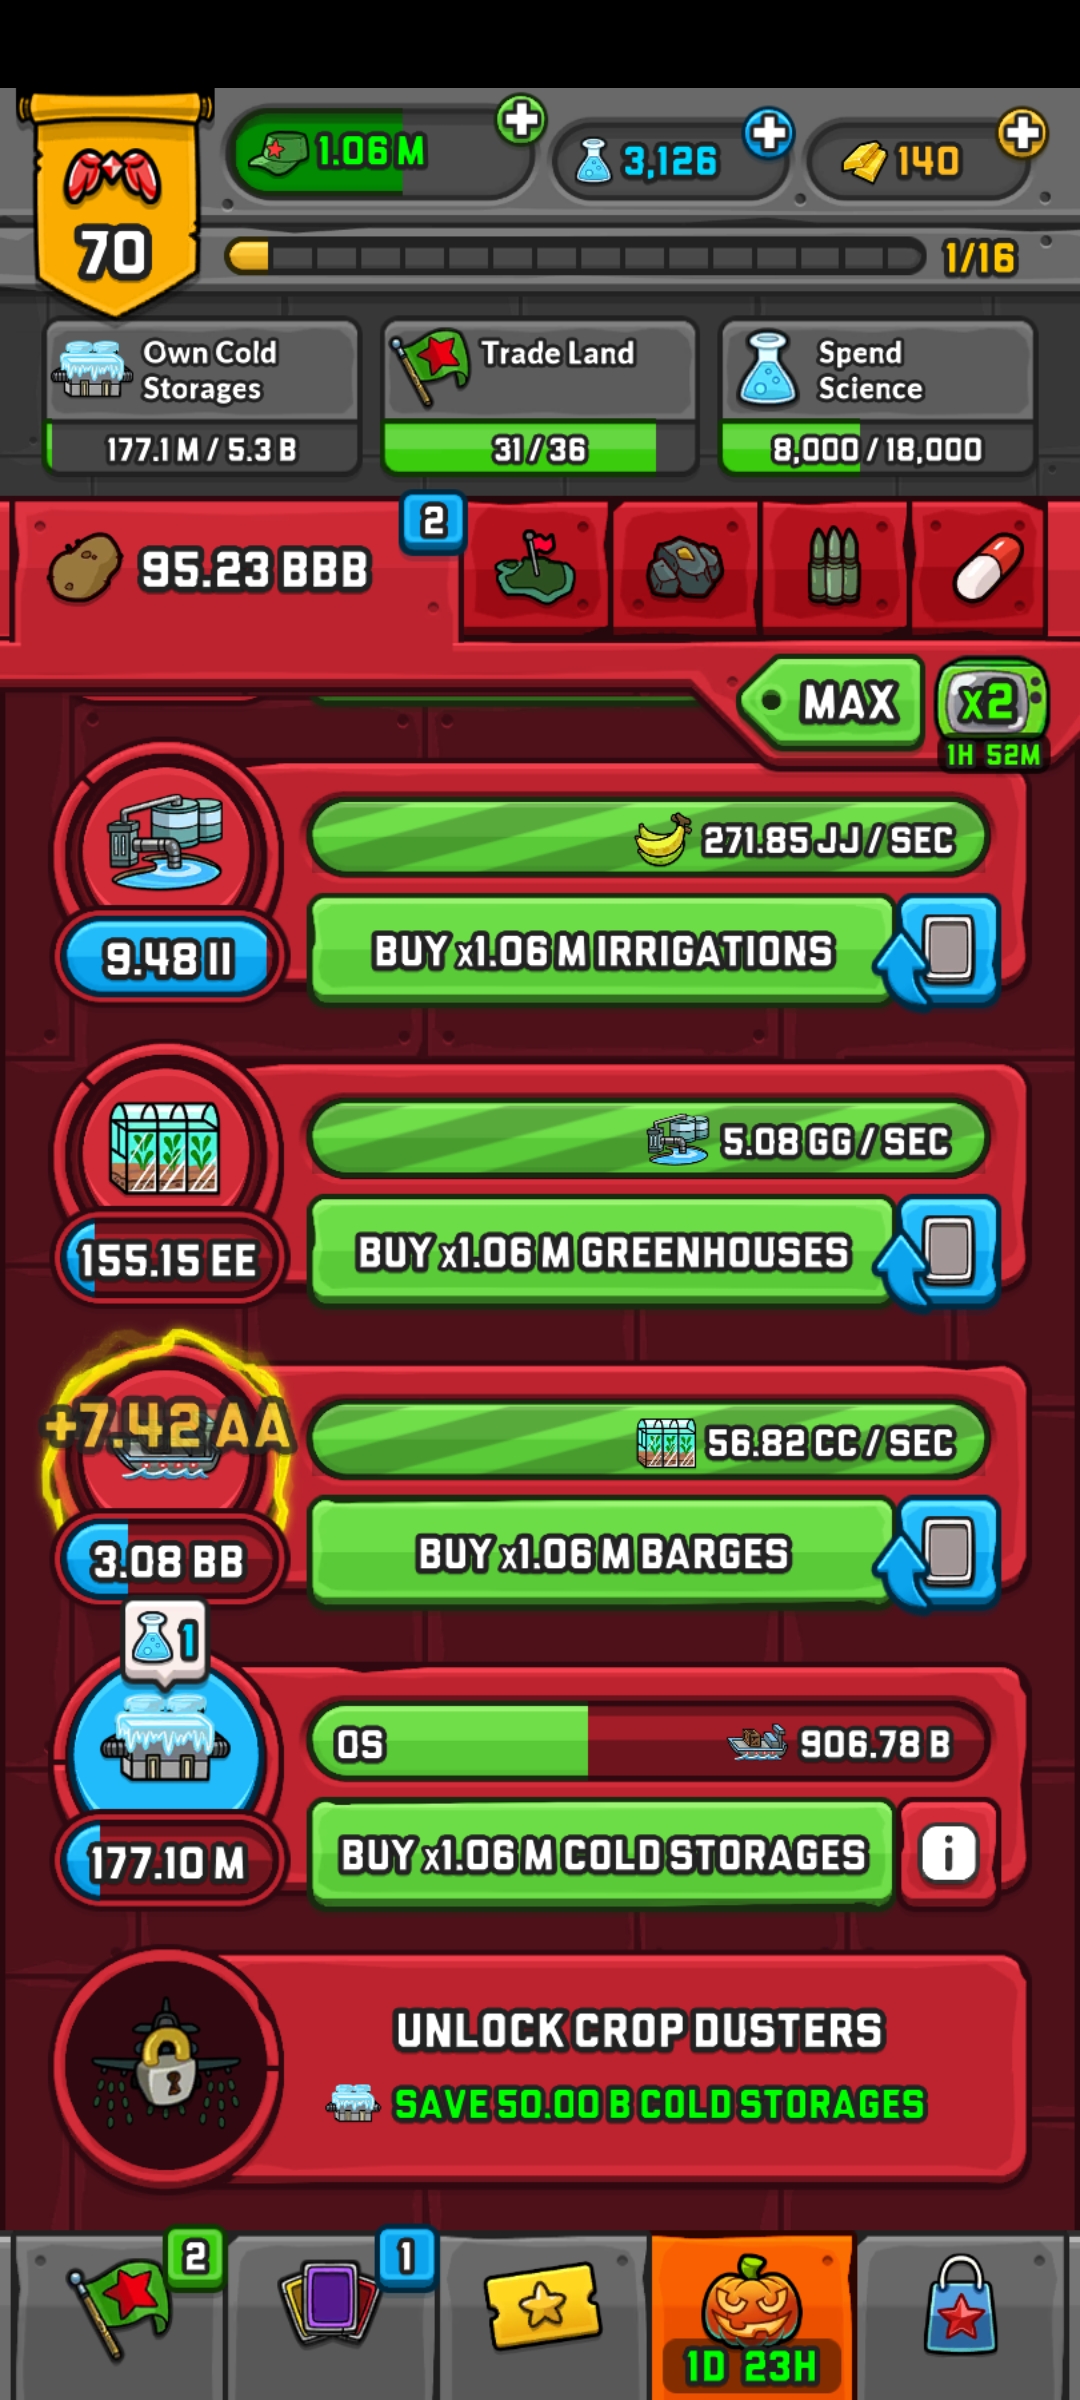 70
1.06 M
3,126
140
1/16
Own Cold
Storages
177.1 M / 5.3 B
Trade Land
31 / 36
Spend
Science
8,000 / 18,000
95.23 BBB
2
MAX
x2
1H 52M
271.85 JJ / SEC
9.48 II
BUY x1.06 M IRRIGATIONS
5.08 GG / SEC
155.15 EE
BUY x1.06 M GREENHOUSES
+7.42 AA
56.82 CC / SEC
3.08 BB
BUY x1.06 M BARGES
1
0S
906.78 B
177.10 M
BUY x1.06 M COLD STORAGES
i
UNLOCK CROP DUSTERS
SAVE 50.00 B COLD STORAGES
2
1
1D 23H